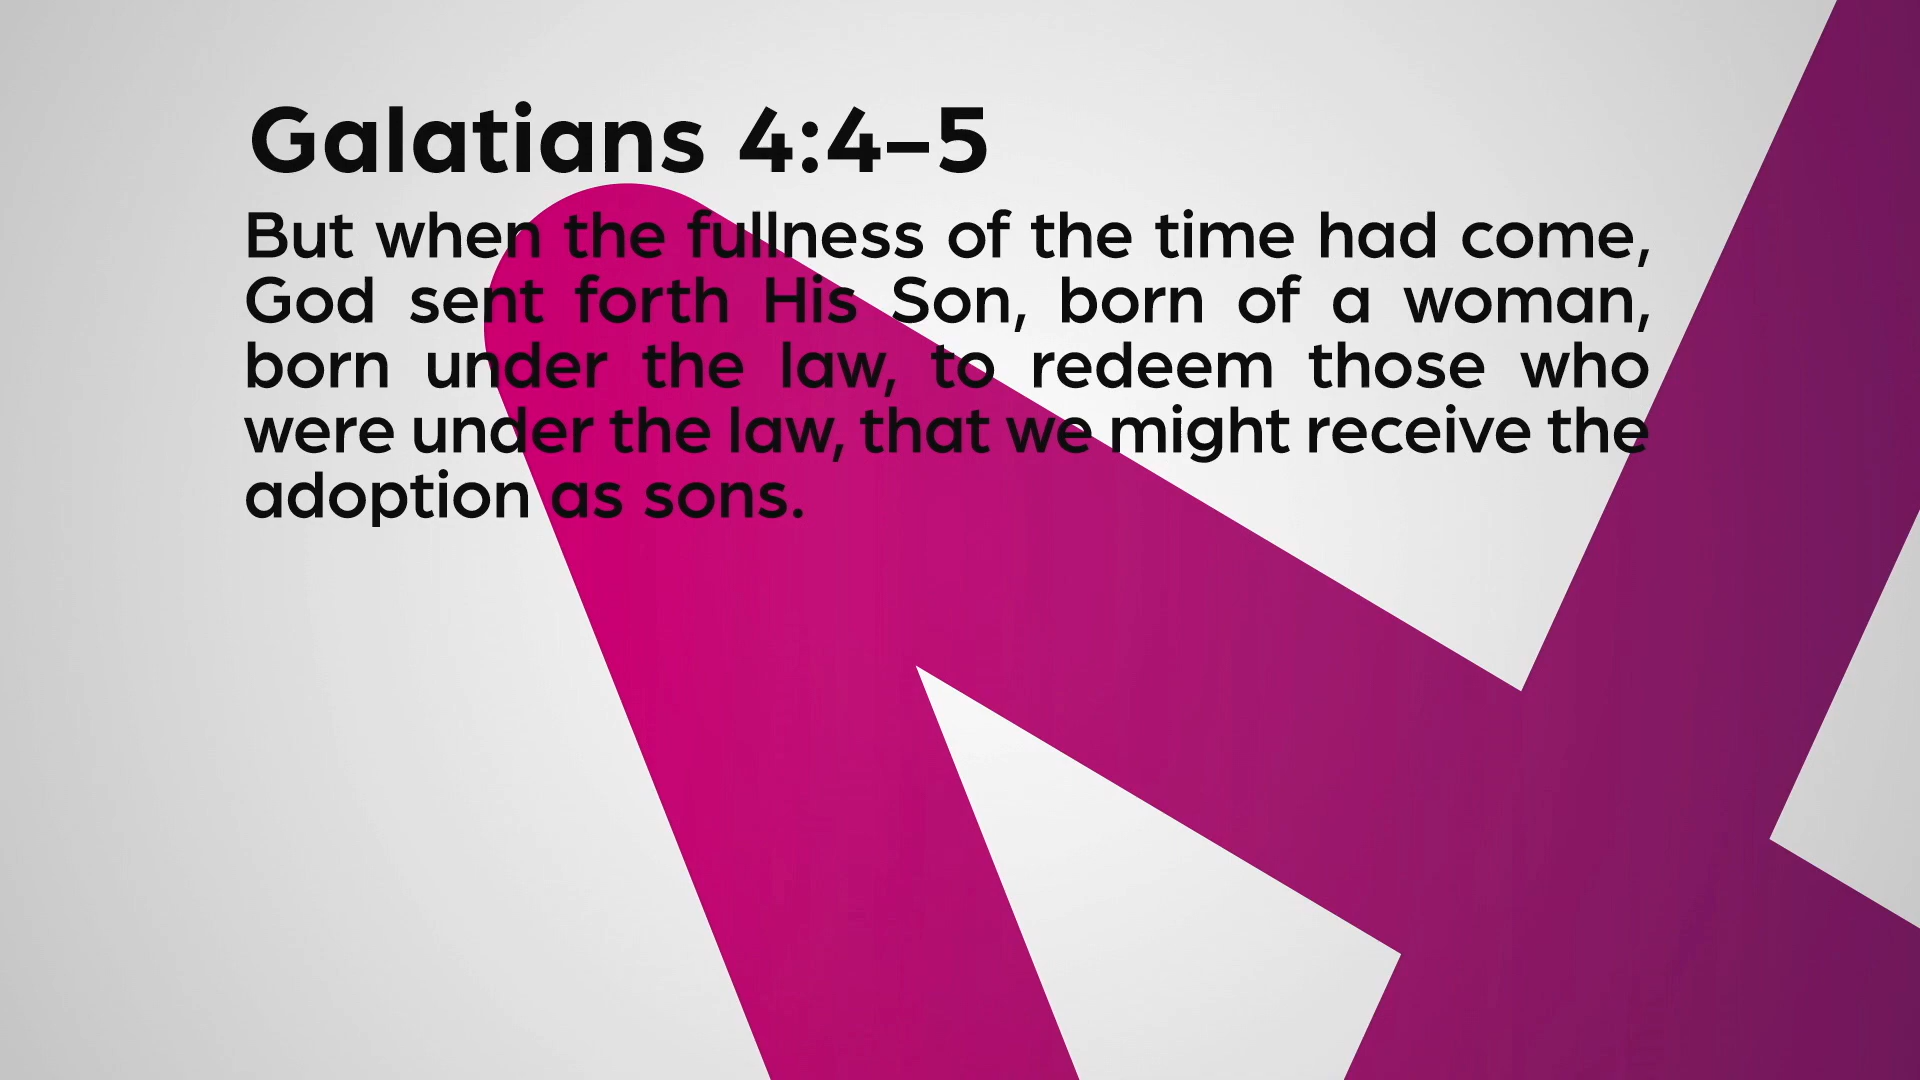 Galatians 4:4–5
But when the fullness of the time had come,
God sent forth His Son, born of a woman,
born under the law, to redeem those who
were under the law, that we might receive the
adoption as sons.